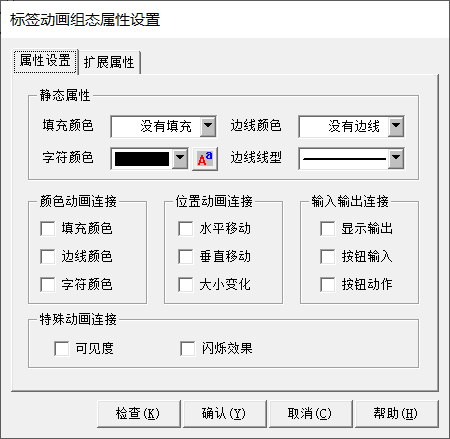 标签动画组态属性设置
属性设置 扩展属性
静态属性
填充颜色 没有填充 边线颜色 没有边线
字符颜色 Aa 边线线型
颜色动画连接 位置动画连接 输入输出连接
填充颜色 水平移动 显示输出
边线颜色 垂直移动 按钮输入
字符颜色 大小变化 按钮动作
特殊动画连接
可见度 闪烁效果
检查(K) 确认(Y) 取消(C) 帮助(H)